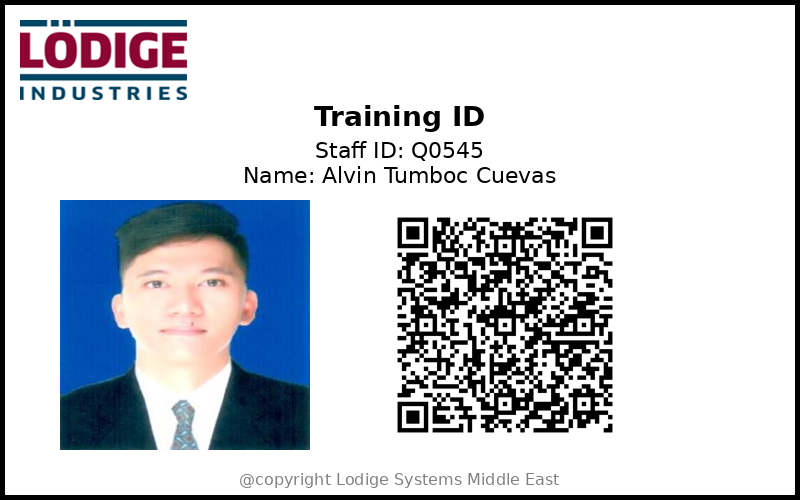 LÖDIGE
INDUSTRIES
Training ID
Staff ID: Q0545
Name: Alvin Tumboc Cuevas
@copyright Lodige Systems Middle East